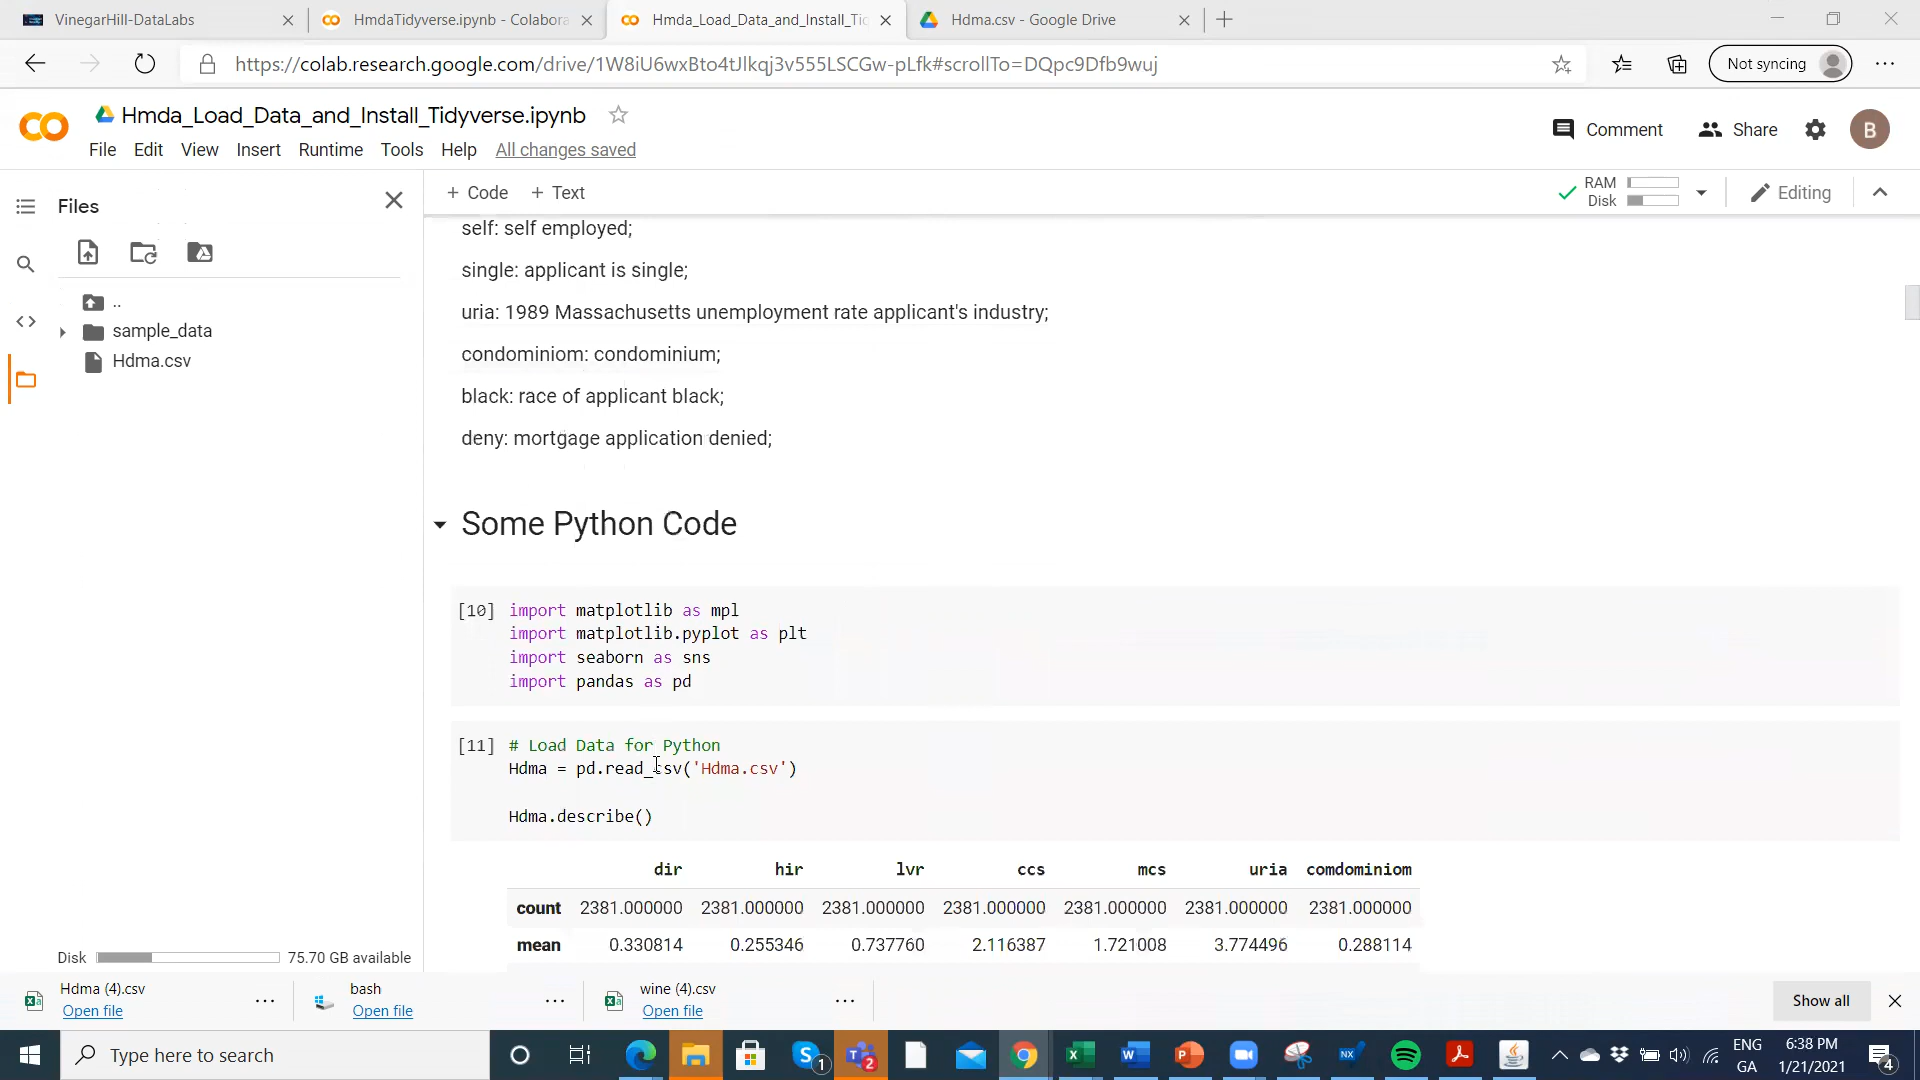 VinegarHill-DataLabs
HmdaTidyverse.ipynb - Colabora
Hmda_Load_Data_and_Install_Tid
Hdma.csv - Google Drive
https://colab.research.google.com/drive/1W8iU6wxBto4tJlkqj3v555LSCGw-pLfk#scrollTo=DQpc9Dfb9wuj
Not syncing
Hmda_Load_Data_and_Install_Tidyverse.ipynb
Comment
Share
B
File Edit View Insert Runtime Tools Help All changes saved
Files
+ Code + Text
RAM
Disk
Editing
..
sample_data
Hdma.csv
self: self employed;
single: applicant is single;
uria: 1989 Massachusetts unemployment rate applicant's industry;
condominiom: condominium;
black: race of applicant black;
deny: mortgage application denied;
Some Python Code
[10] import matplotlib as mpl
import matplotlib.pyplot as plt
import seaborn as sns
import pandas as pd
[11] # Load Data for Python
Hdma = pd.read_csv('Hdma.csv')
Hdma.describe()
dir hir lvr ccs mcs uria comdominiom
count 2381.000000 2381.000000 2381.000000 2381.000000 2381.000000 2381.000000 2381.000000
mean 0.330814 0.255346 0.737760 2.116387 1.721008 3.774496 0.288114
Disk 75.70 GB available
Hdma (4).csv
Open file
bash
Open file
wine (4).csv
Open file
Show all
Type here to search
1
2
NX
ENG
GA
6:38 PM
1/21/2021
4